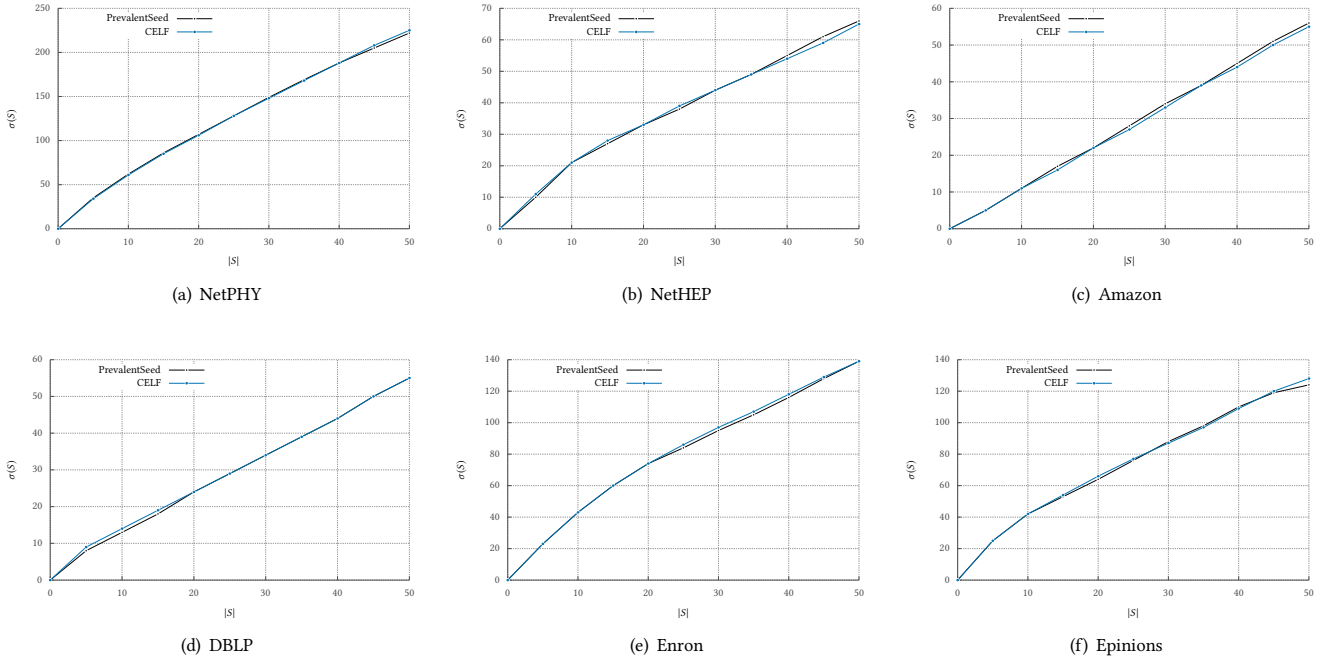 250
200
150
100
50
0
σ(S)
PrevalentSeed
CELF
0 10 20 30 40 50
|S|
(a) NetPHY
70
60
50
40
30
20
10
0
σ(S)
PrevalentSeed
CELF
0 10 20 30 40 50
|S|
(b) NetHEP
60
50
40
30
20
10
0
σ(S)
PrevalentSeed
CELF
0 10 20 30 40 50
|S|
(c) Amazon
60
50
40
30
20
10
0
σ(S)
PrevalentSeed
CELF
0 10 20 30 40 50
|S|
(d) DBLP
140
120
100
80
60
40
20
0
σ(S)
PrevalentSeed
CELF
0 10 20 30 40 50
|S|
(e) Enron
140
120
100
80
60
40
20
0
σ(S)
PrevalentSeed
CELF
0 10 20 30 40 50
|S|
(f) Epinions